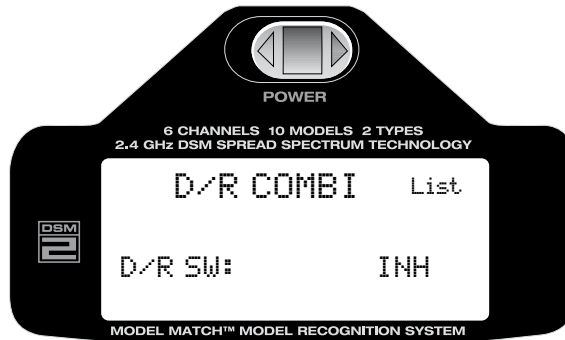 POWER
6 CHANNELS 10 MODELS 2 TYPES
2.4 GHz DSM SPREAD SPECTRUM TECHNOLOGY
D/R COMBI List
DSM
2
D/R SW: INH
MODEL MATCH™ MODEL RECOGNITION SYSTEM